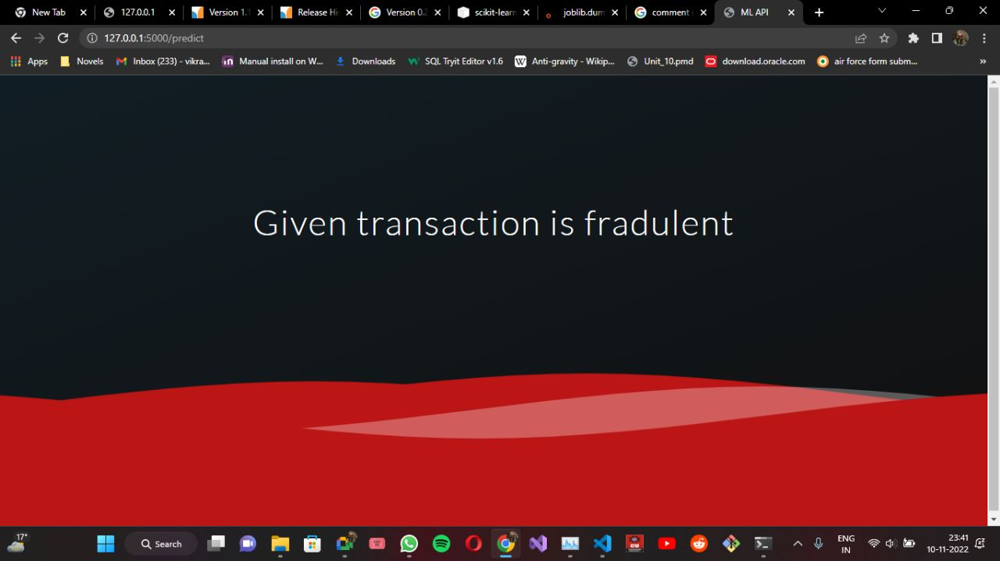 New Tab
127.0.0.1
Version 1.1
Release His
Version 0.2
scikit-learn
joblib.dum
comment
ML API
127.0.0.1:5000/predict
Apps
Novels
Inbox (233) - vikra...
Manual install on W...
Downloads
SQL Tryit Editor v1.6
Anti-gravity - Wikip...
Unit_10.pmd
download.oracle.com
air force form subm...
»
Given transaction is fradulent
17°
Search
ENG
IN
23:41
10-11-2022